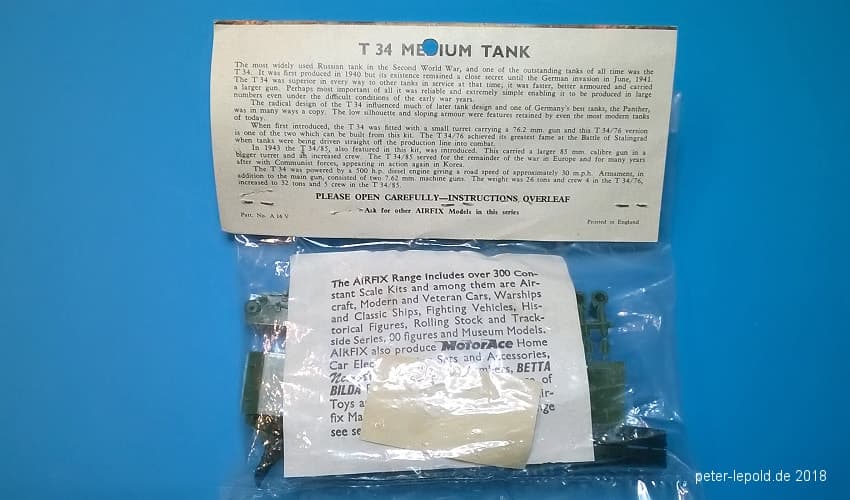 T 34 MEDIUM TANK
The most widely used Russian tank in the Second World War, and one of the outstanding tanks of all time was the
T 34. It was first produced in 1940 but its existence remained a close secret until the German invasion in June, 1941.
The T 34 was superior in every way to other tanks in service at that time, it was faster, better armoured and carried
a larger gun. Perhaps most important of all it was reliable and extremely simple enabling it to be produced in large
numbers even under the difficult conditions of the early war years.
The radical design of the T 34 influenced much of later tank design and one of Germany's best tanks, the Panther,
was in many ways a copy. The low silhouette and sloping armour were features retained by even the most modern tanks
of today.
When first introduced, the T 34 was fitted with a small turret carrying a 76.2 mm. gun and this T 34/76 version
is one of the two which can be built from this kit. The T 34/76 achieved its greatest fame at the Battle of Stalingrad
when tanks were being driven straight off the production line into combat.
In 1943 the T 34/85, also featured in this kit, was introduced. This carried a larger 85 mm. calibre gun in a
bigger turret and an increased crew. The T 34/85 served for the remainder of the war in Europe and for many years
after with Communist forces, appearing in action again in Korea.
The T 34 was powered by a 500 h.p. diesel engine giving a road speed of approximately 30 m.p.h. Armament, in
addition to the main gun, consisted of two 7.62 mm. machine guns. The weight was 26 tons and crew 4 in the T 34/76,
increased to 32 tons and 5 crew in the T 34/85.
PLEASE OPEN CAREFULLY—INSTRUCTIONS OVERLEAF
Ask for other AIRFIX Models in this series
Patt. No. A 16 V
Printed in England
The AIRFIX Range includes over 300 Con-
stant Scale Kits and among them are Air-
craft, Modern and Veteran Cars, Warships
and Classic Ships, Fighting Vehicles, His-
torical Figures, Rolling Stock and Track-
side Series, 00 figures and Museum Models.
AIRFIX also produce MotorAce Home
Car Sets and Accessories,
BETTA
BILDA of
Toys
fix
see
peter-lepold.de 2018